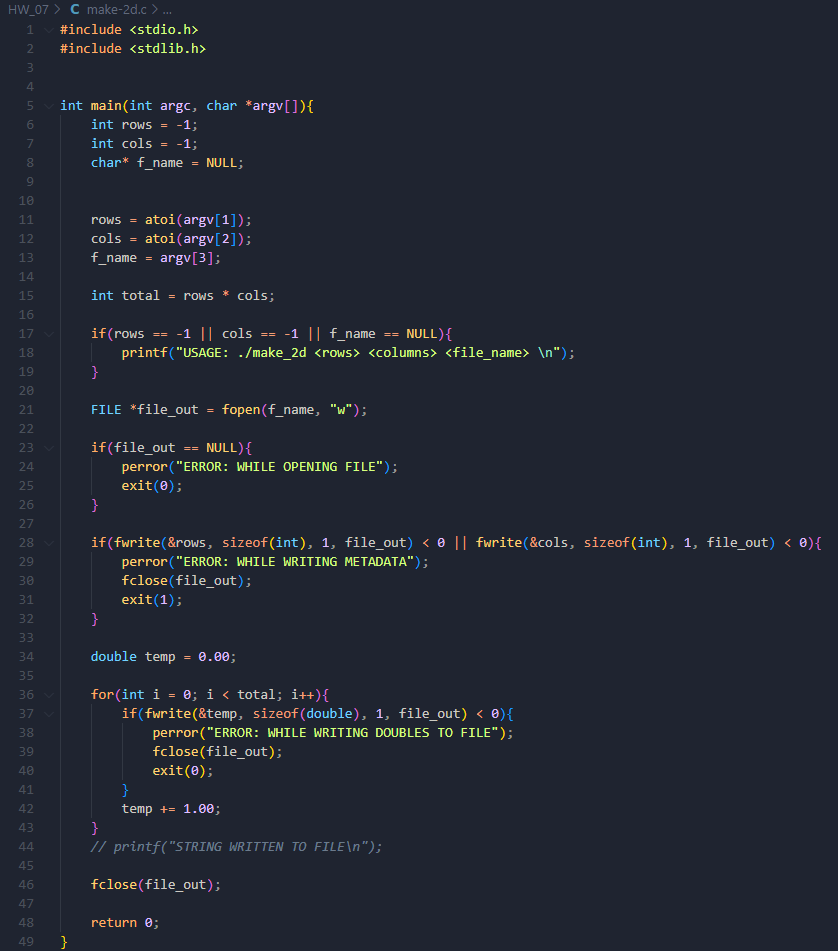 HW_07 > C make-2d.c > ...
1 #include <stdio.h>
2 #include <stdlib.h>
3
4
5 int main(int argc, char *argv[]){
6     int rows = -1;
7     int cols = -1;
8     char* f_name = NULL;
9
10
11     rows = atoi(argv[1]);
12     cols = atoi(argv[2]);
13     f_name = argv[3];
14
15     int total = rows * cols;
16
17     if(rows == -1 || cols == -1 || f_name == NULL){
18         printf("USAGE: ./make_2d <rows> <columns> <file_name> \n");
19     }
20
21     FILE *file_out = fopen(f_name, "w");
22
23     if(file_out == NULL){
24         perror("ERROR: WHILE OPENING FILE");
25         exit(0);
26     }
27
28     if(fwrite(&rows, sizeof(int), 1, file_out) < 0 || fwrite(&cols, sizeof(int), 1, file_out) < 0){
29         perror("ERROR: WHILE WRITING METADATA");
30         fclose(file_out);
31         exit(1);
32     }
33
34     double temp = 0.00;
35
36     for(int i = 0; i < total; i++){
37         if(fwrite(&temp, sizeof(double), 1, file_out) < 0){
38             perror("ERROR: WHILE WRITING DOUBLES TO FILE");
39             fclose(file_out);
40             exit(0);
41         }
42         temp += 1.00;
43     }
44     // printf("STRING WRITTEN TO FILE\n");
45
46     fclose(file_out);
47
48     return 0;
49 }